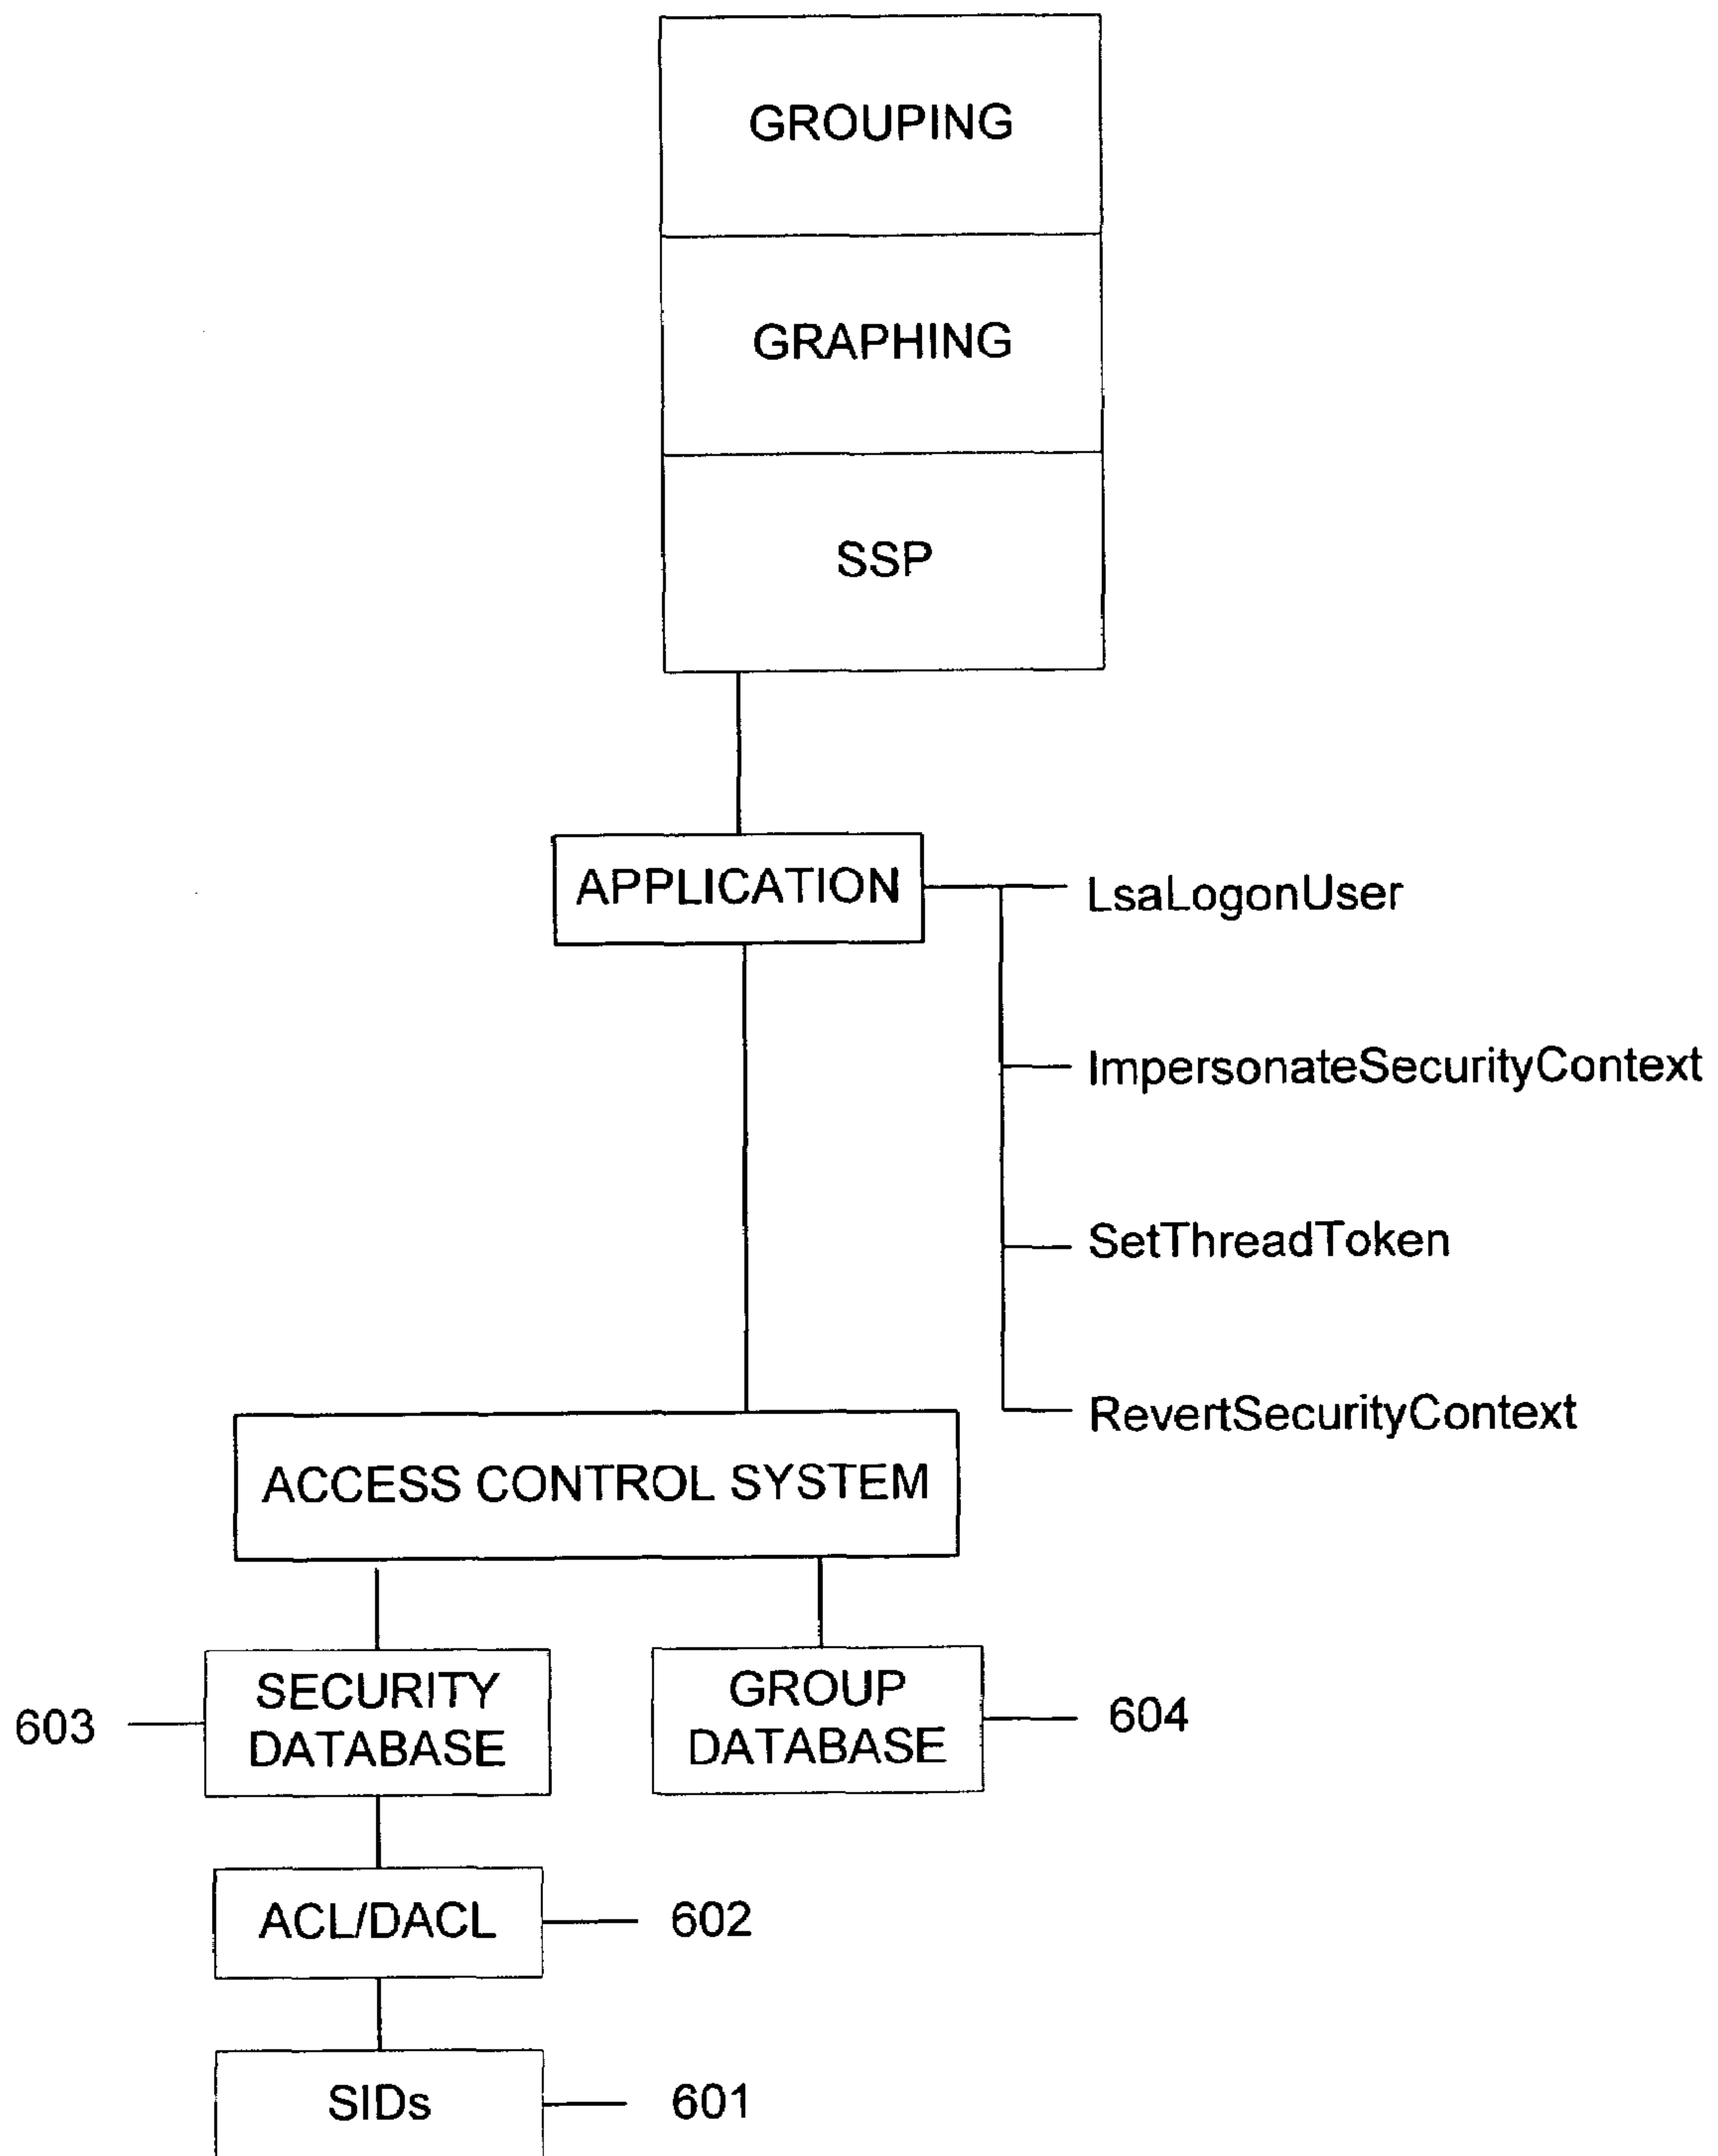 GROUPING
GRAPHING
SSP
APPLICATION
LsaLogonUser
ImpersonateSecurityContext
SetThreadToken
RevertSecurityContext
ACCESS CONTROL SYSTEM
603
SECURITY
DATABASE
GROUP
DATABASE
604
ACL/DACL
602
SIDs
601